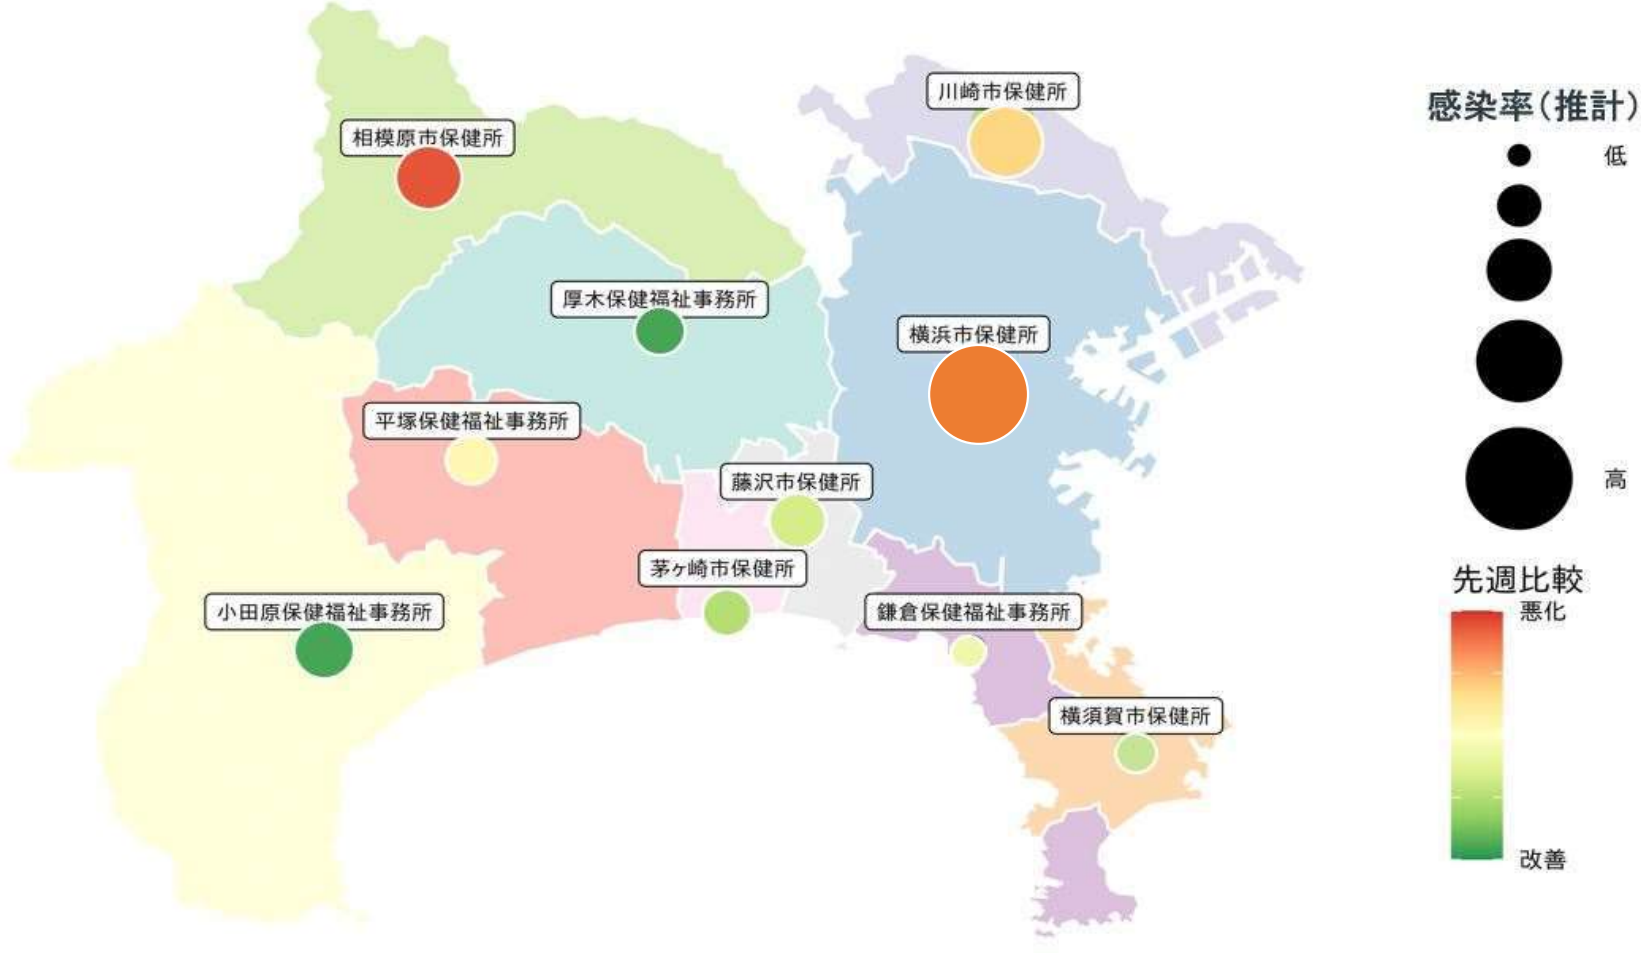 川崎市保健所
相模原市保健所
厚木保健福祉事務所
横浜市保健所
平塚保健福祉事務所
藤沢市保健所
茅ヶ崎市保健所
小田原保健福祉事務所
鎌倉保健福祉事務所
横須賀市保健所
感染率(推計)
低
高
先週比較
悪化
改善